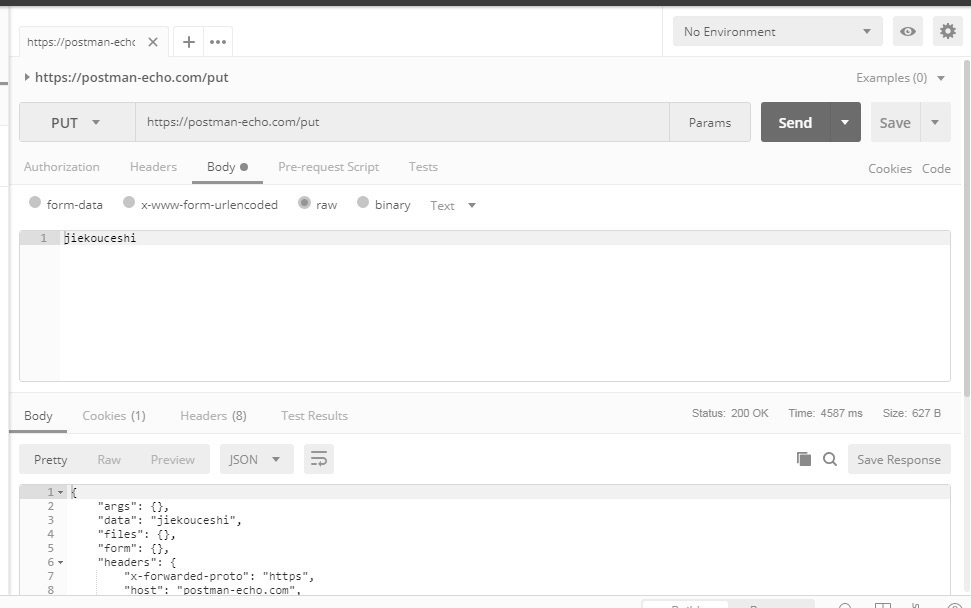 https://postman-echo
No Environment
https://postman-echo.com/put
Examples (0)
PUT
https://postman-echo.com/put
Params
Send
Save
Authorization
Headers
Body
Pre-request Script
Tests
Cookies
Code
form-data
x-www-form-urlencoded
raw
binary
Text
1 jiekouceshi
Body
Cookies (1)
Headers (8)
Test Results
Status: 200 OK
Time: 4587 ms
Size: 627 B
Pretty
Raw
Preview
JSON
Save Response
1 {
2 "args": {},
3 "data": "jiekouceshi",
4 "files": {},
5 "form": {},
6 "headers": {
7 "x-forwarded-proto": "https",
8 "host": "postman-echo.com",